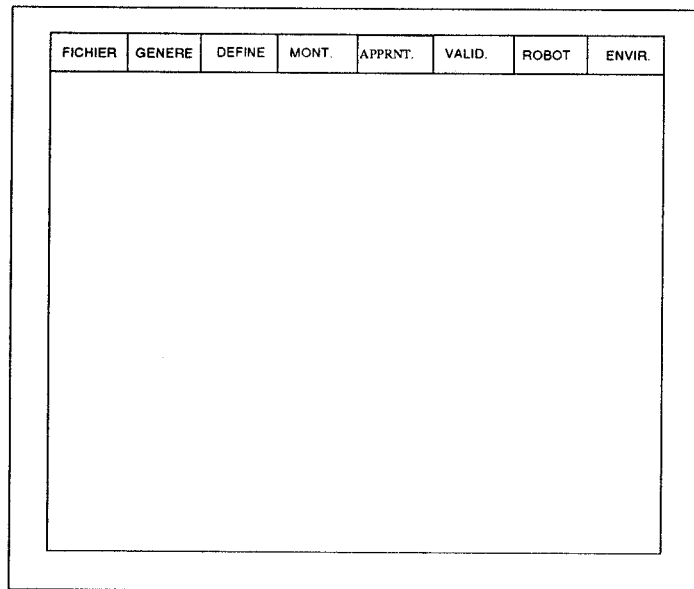 FICHIER GENERE DEFINE MONT. APPRNT. VALID. ROBOT ENVIR.